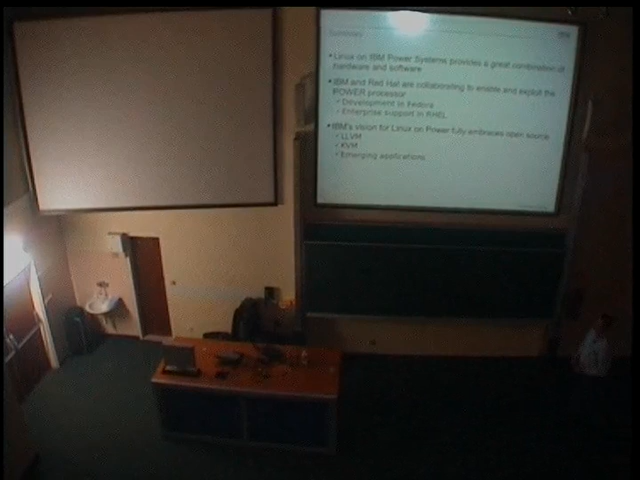 Summary
• Linux on IBM Power Systems provides a great combination of
hardware and software
• IBM and Red Hat are collaborating to enable and exploit the
POWER processor
✓ Development in Fedora
✓ Enterprise support in RHEL
• IBM's vision for Linux on Power fully embraces open source
✓ LLVM
✓ KVM
✓ Emerging applications